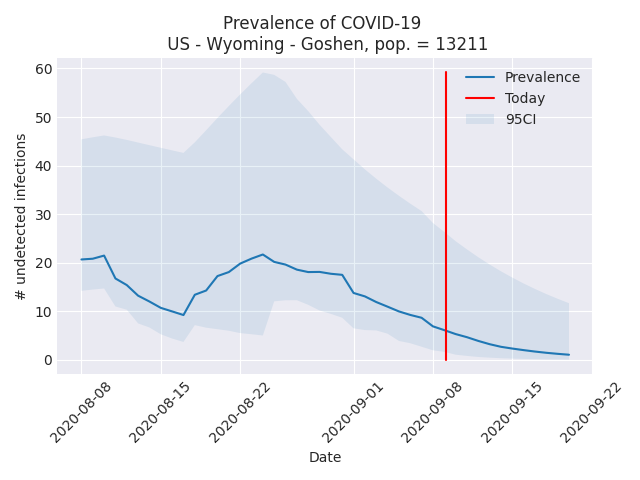 Prevalence of COVID-19
US - Wyoming - Goshen, pop. = 13211
Prevalence
Today
95CI
# undetected infections
60
50
40
30
20
10
0
2020-08-08
2020-08-15
2020-08-22
2020-09-01
2020-09-08
2020-09-15
2020-09-22
Date